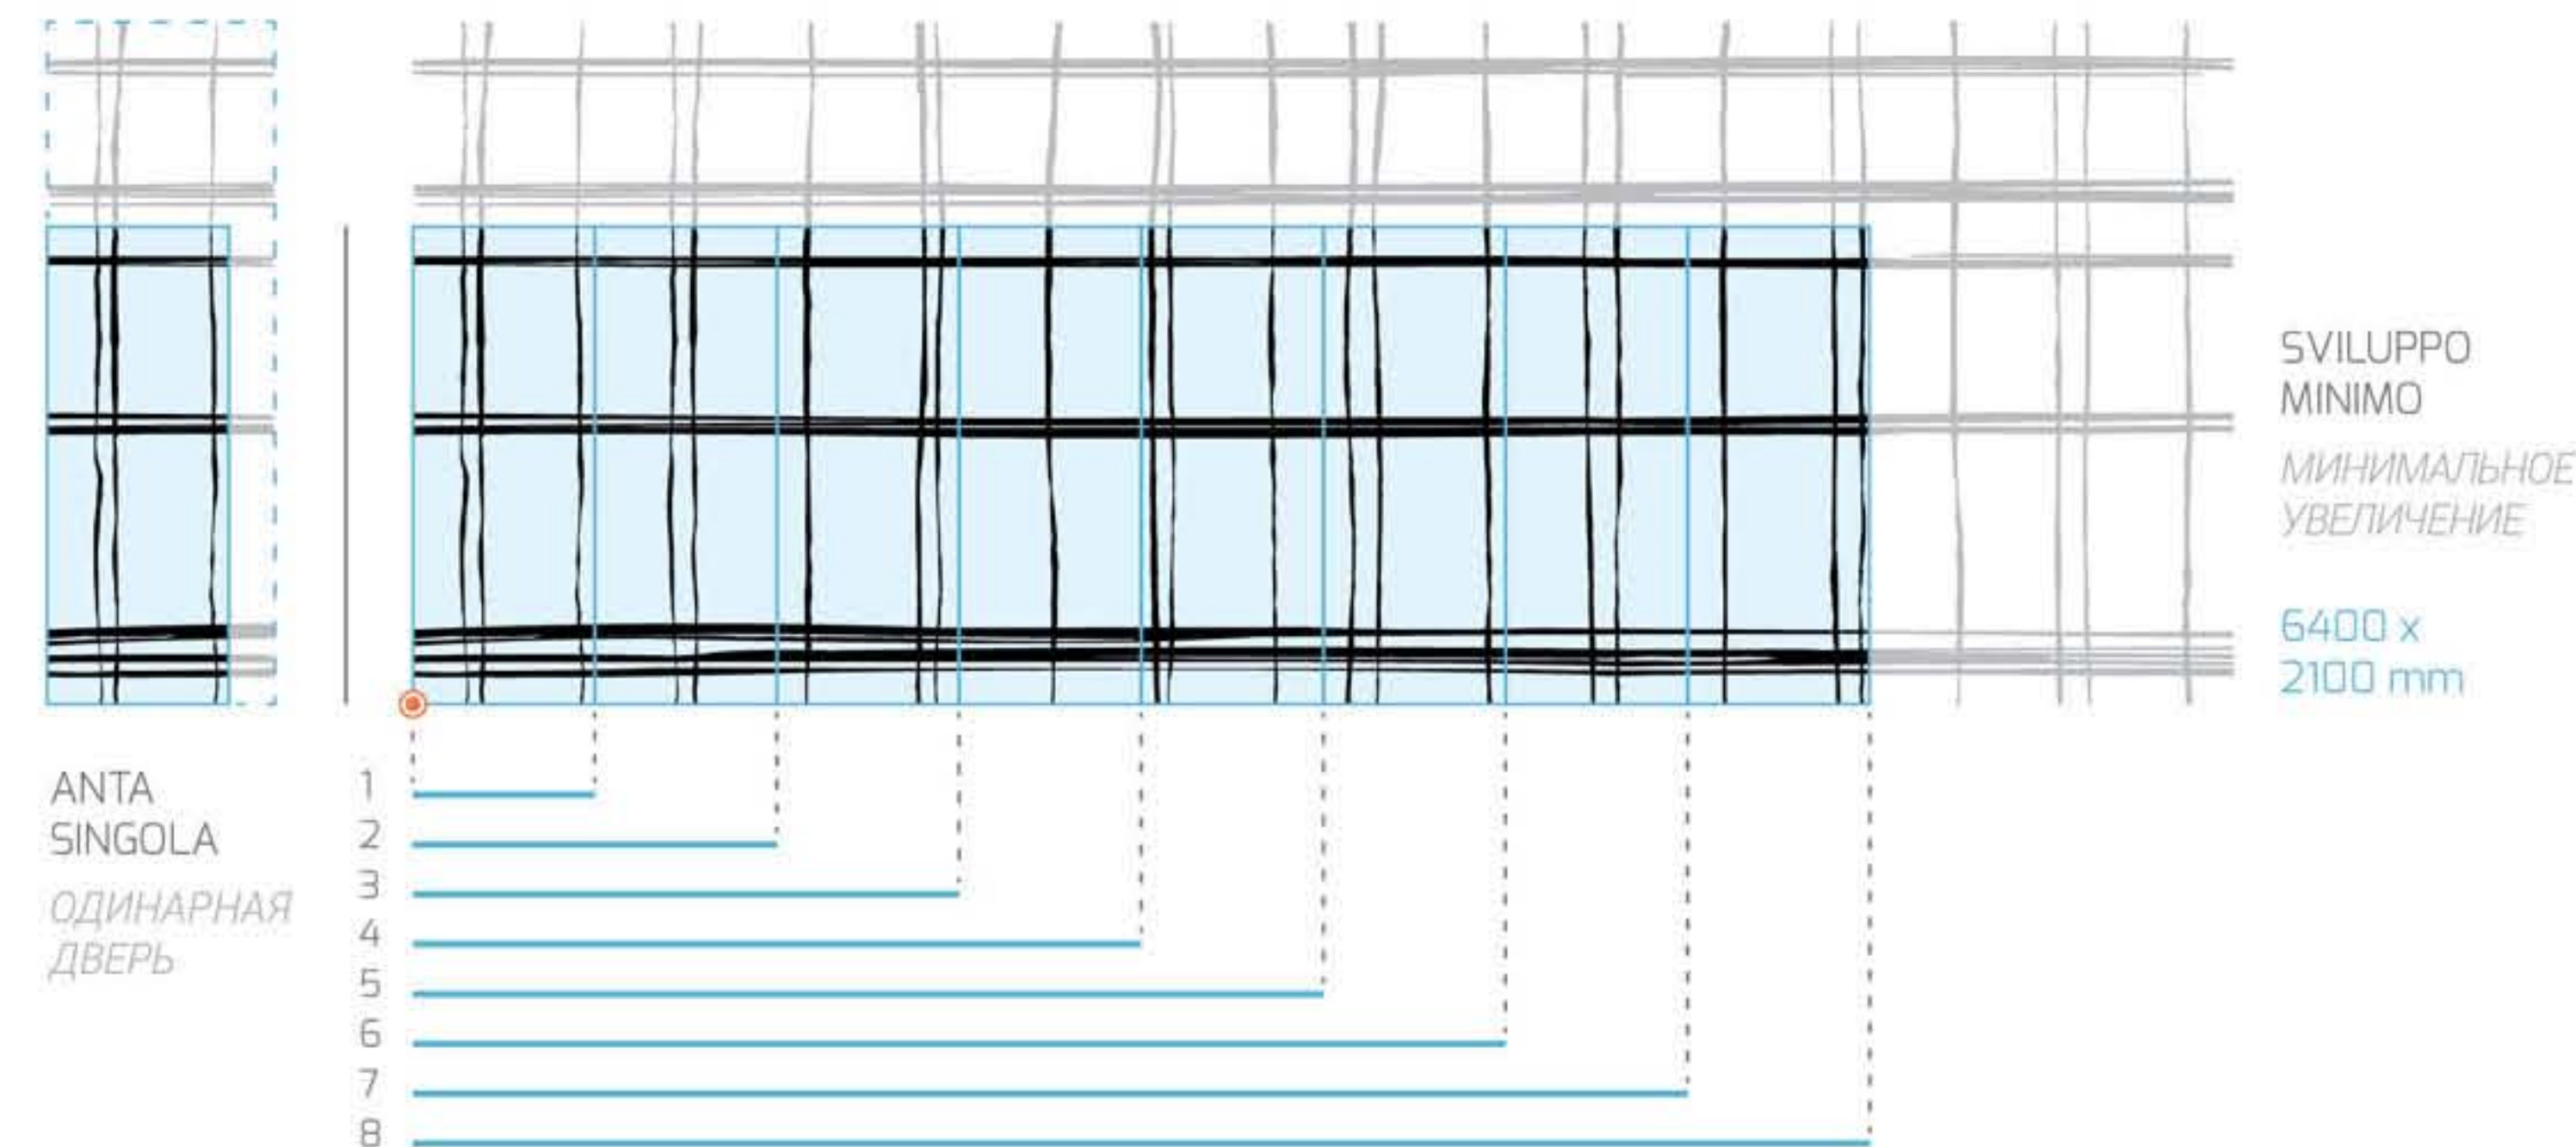 ANTA
SINGOLA
ОДИНАРНАЯ
ДВЕРЬ
1
2
3
4
5
6
7
8
SVILUPPO
MINIMO
МИНИМАЛЬНОЕ
УВЕЛИЧЕНИЕ
6400 x
2100 mm